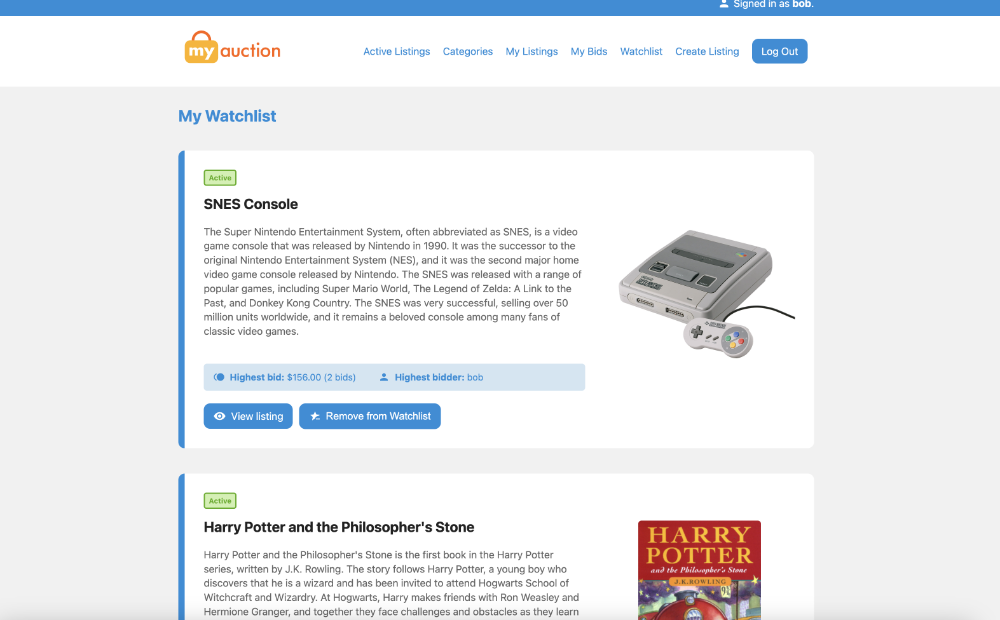 Signed in as bob.
my auction
Active Listings Categories My Listings My Bids Watchlist Create Listing Log Out
My Watchlist
Active
SNES Console
The Super Nintendo Entertainment System, often abbreviated as SNES, is a video
game console that was released by Nintendo in 1990. It was the successor to the
original Nintendo Entertainment System (NES), and it was the second major home
video game console released by Nintendo. The SNES was released with a range of
popular games, including Super Mario World, The Legend of Zelda: A Link to the
Past, and Donkey Kong Country. The SNES was very successful, selling over 50
million units worldwide, and it remains a beloved console among many fans of
classic video games.
Highest bid: $156.00 (2 bids) Highest bidder: bob
View listing Remove from Watchlist
Active
Harry Potter and the Philosopher's Stone
Harry Potter and the Philosopher's Stone is the first book in the Harry Potter
series, written by J.K. Rowling. The story follows Harry Potter, a young boy who
discovers that he is a wizard and has been invited to attend Hogwarts School of
Witchcraft and Wizardry. At Hogwarts, Harry makes friends with Ron Weasley and
Hermione Granger, and together they face challenges and obstacles as they learn
HARRY
POTTER
and the Philosopher's Stone
J.K. ROWLING